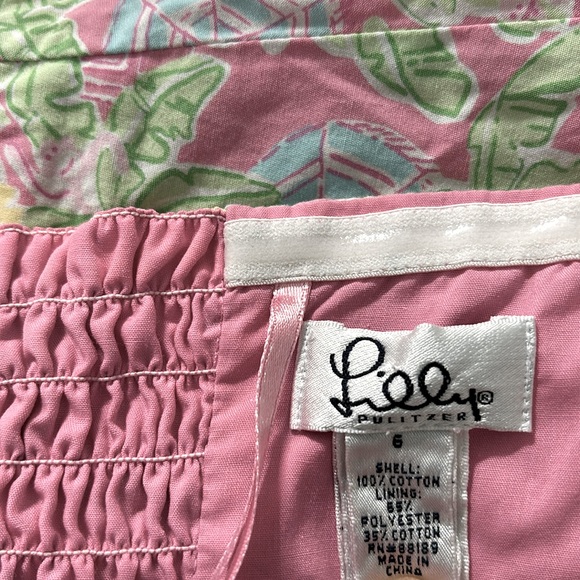 Lilly®
PULITZER
6
SHELL:
100% COTTON
LINING:
65%
POLYESTER
35% COTTON
RN#88189
MADE IN
CHINA